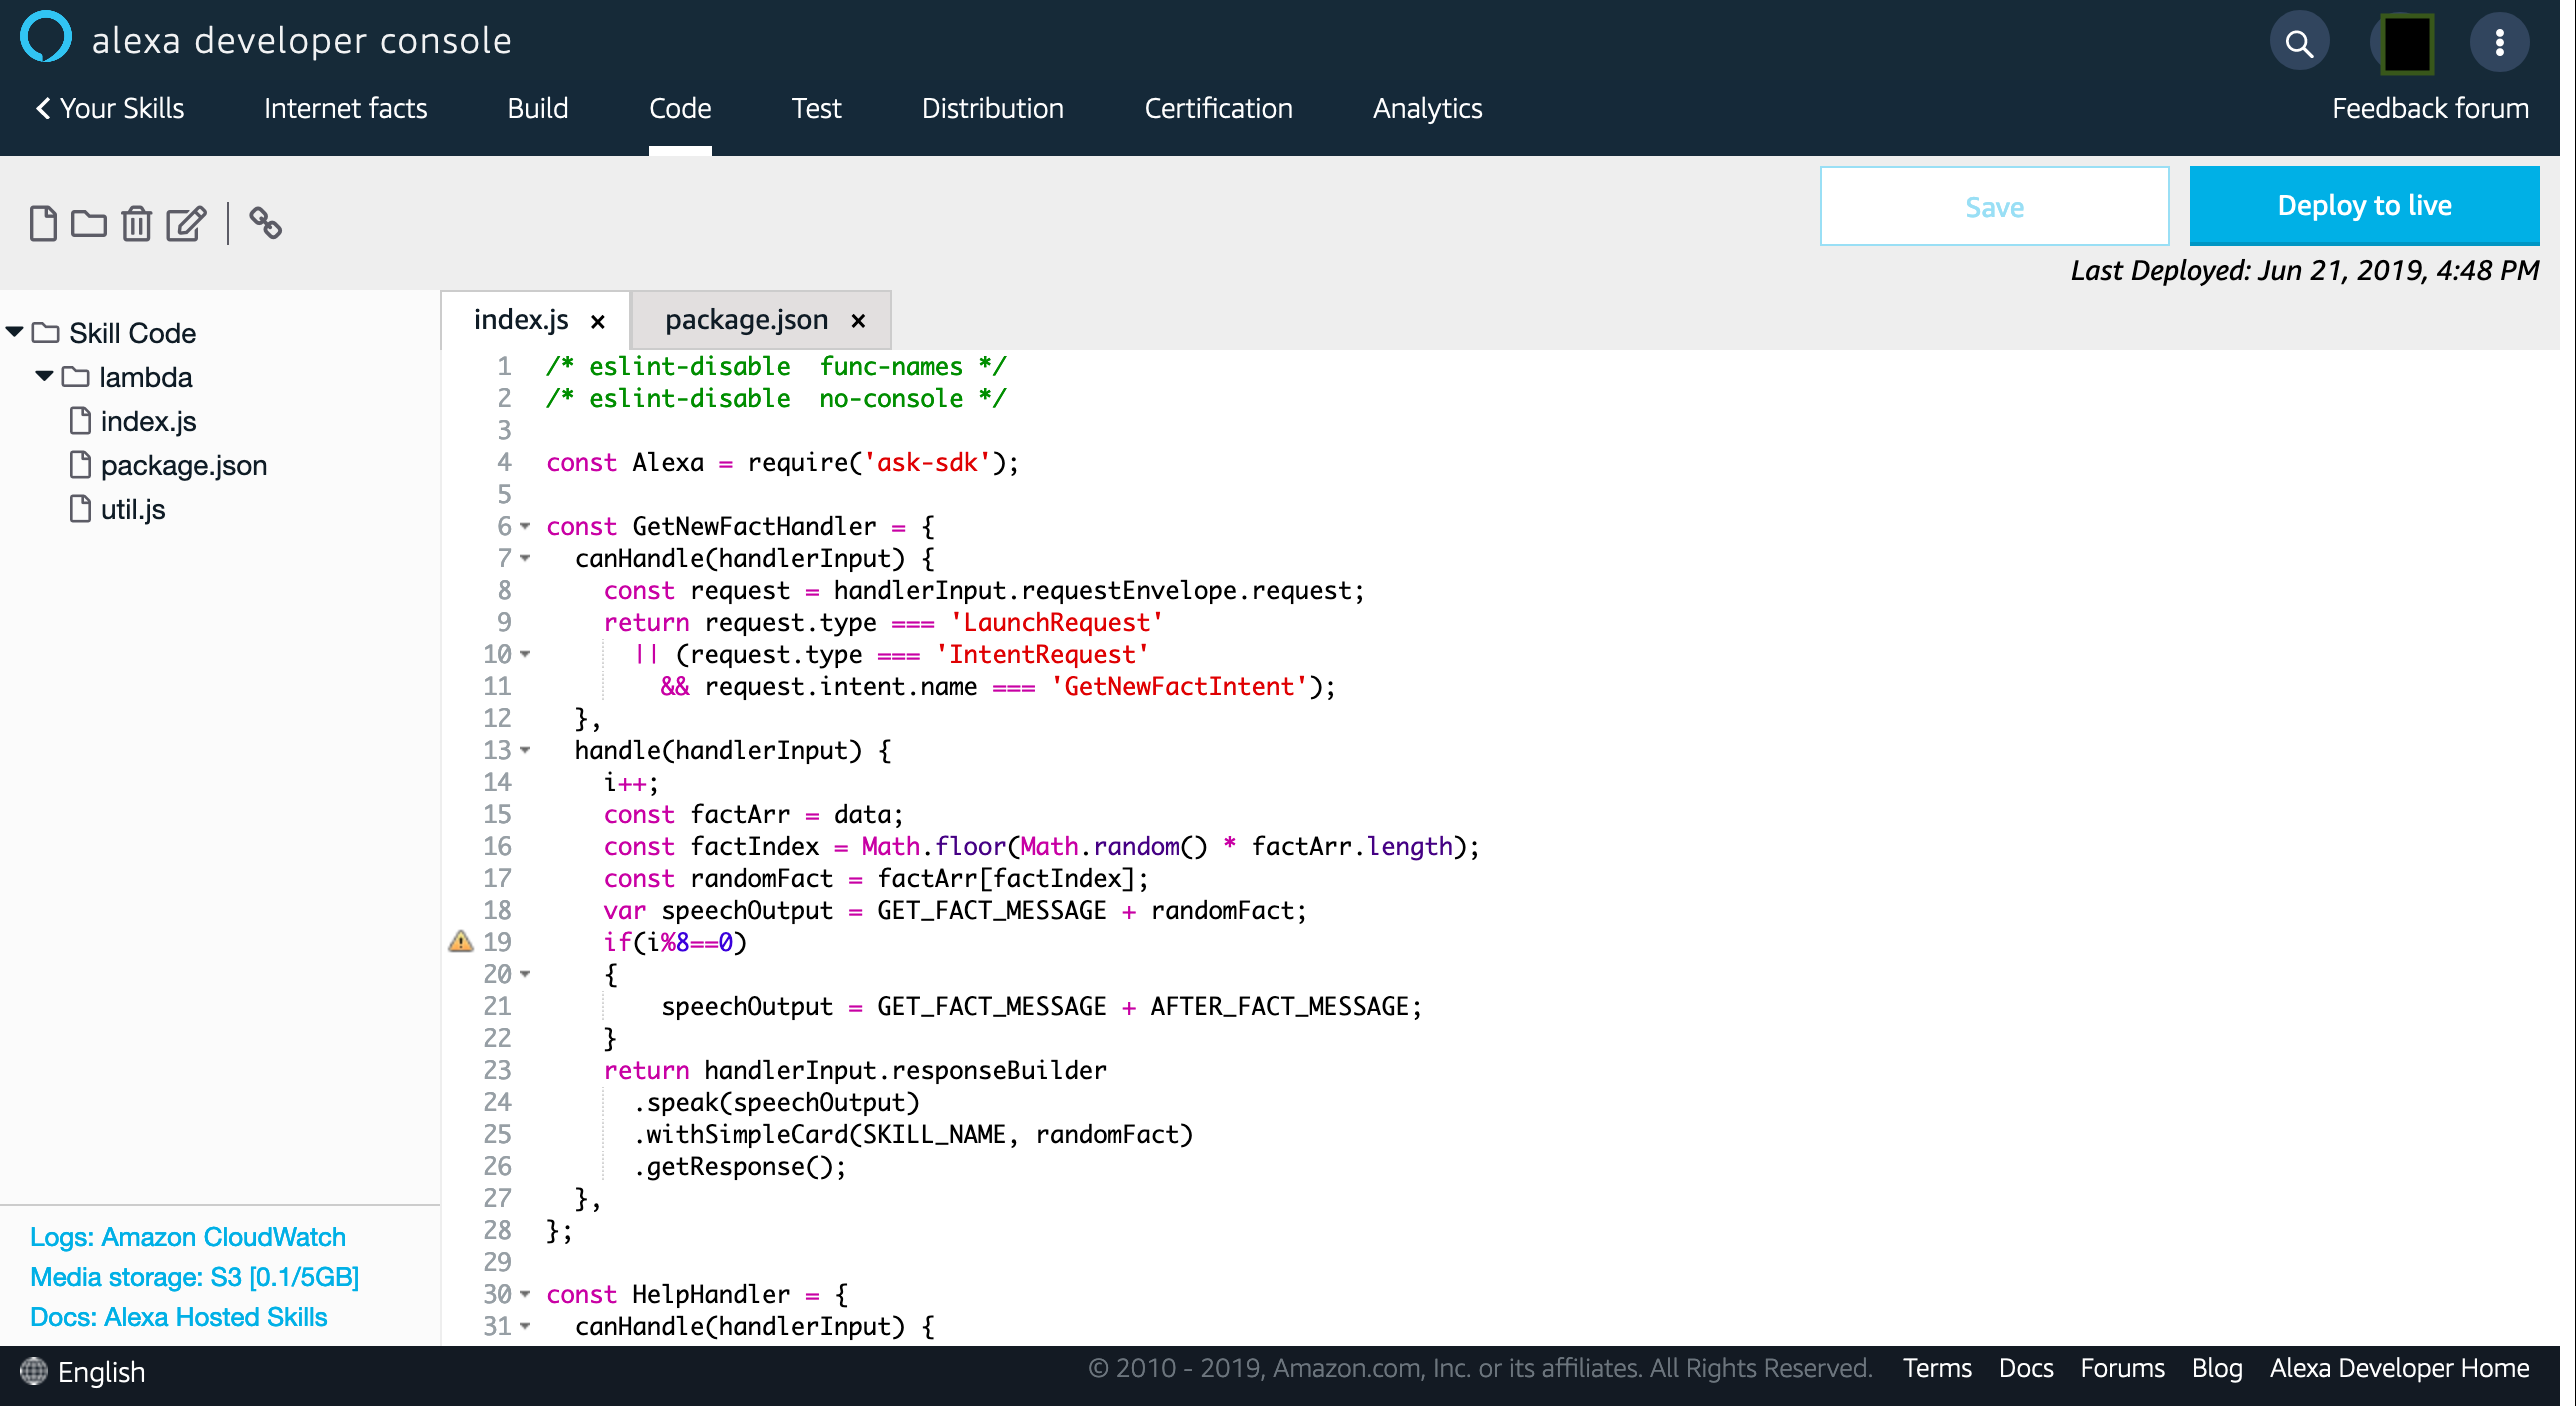 alexa developer console
Your Skills Internet facts Build Code Test Distribution Certification Analytics Feedback forum
Save Deploy to live
Last Deployed: Jun 21, 2019, 4:48 PM
Skill Code
lambda
index.js
package.json
util.js
Logs: Amazon CloudWatch
Media storage: S3 [0.1/5GB]
Docs: Alexa Hosted Skills
index.js × package.json ×
1 /* eslint-disable  func-names */
2 /* eslint-disable  no-console */
3
4 const Alexa = require('ask-sdk');
5
6 const GetNewFactHandler = {
7   canHandle(handlerInput) {
8     const request = handlerInput.requestEnvelope.request;
9     return request.type === 'LaunchRequest'
10       || (request.type === 'IntentRequest'
11         && request.intent.name === 'GetNewFactIntent');
12   },
13   handle(handlerInput) {
14     i++;
15     const factArr = data;
16     const factIndex = Math.floor(Math.random() * factArr.length);
17     const randomFact = factArr[factIndex];
18     var speechOutput = GET_FACT_MESSAGE + randomFact;
19     if(i%8==0)
20     {
21         speechOutput = GET_FACT_MESSAGE + AFTER_FACT_MESSAGE;
22     }
23     return handlerInput.responseBuilder
24       .speak(speechOutput)
25       .withSimpleCard(SKILL_NAME, randomFact)
26       .getResponse();
27   },
28 };
29
30 const HelpHandler = {
31   canHandle(handlerInput) {
English © 2010 - 2019, Amazon.com, Inc. or its affiliates. All Rights Reserved. Terms Docs Forums Blog Alexa Developer Home